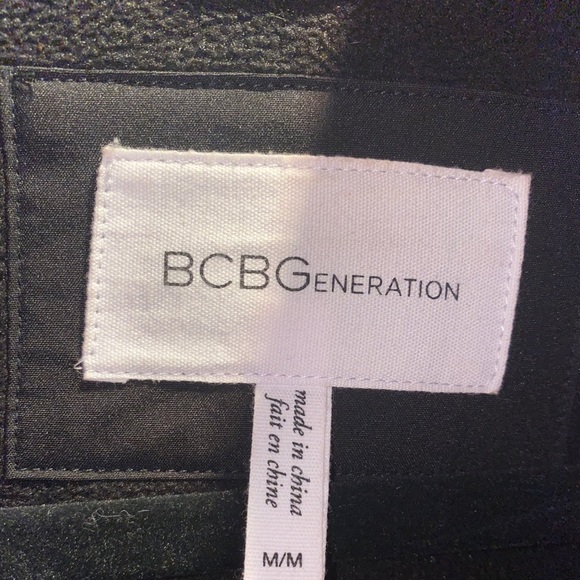 BCBGENERATION
made in china
fait en chine
M/M